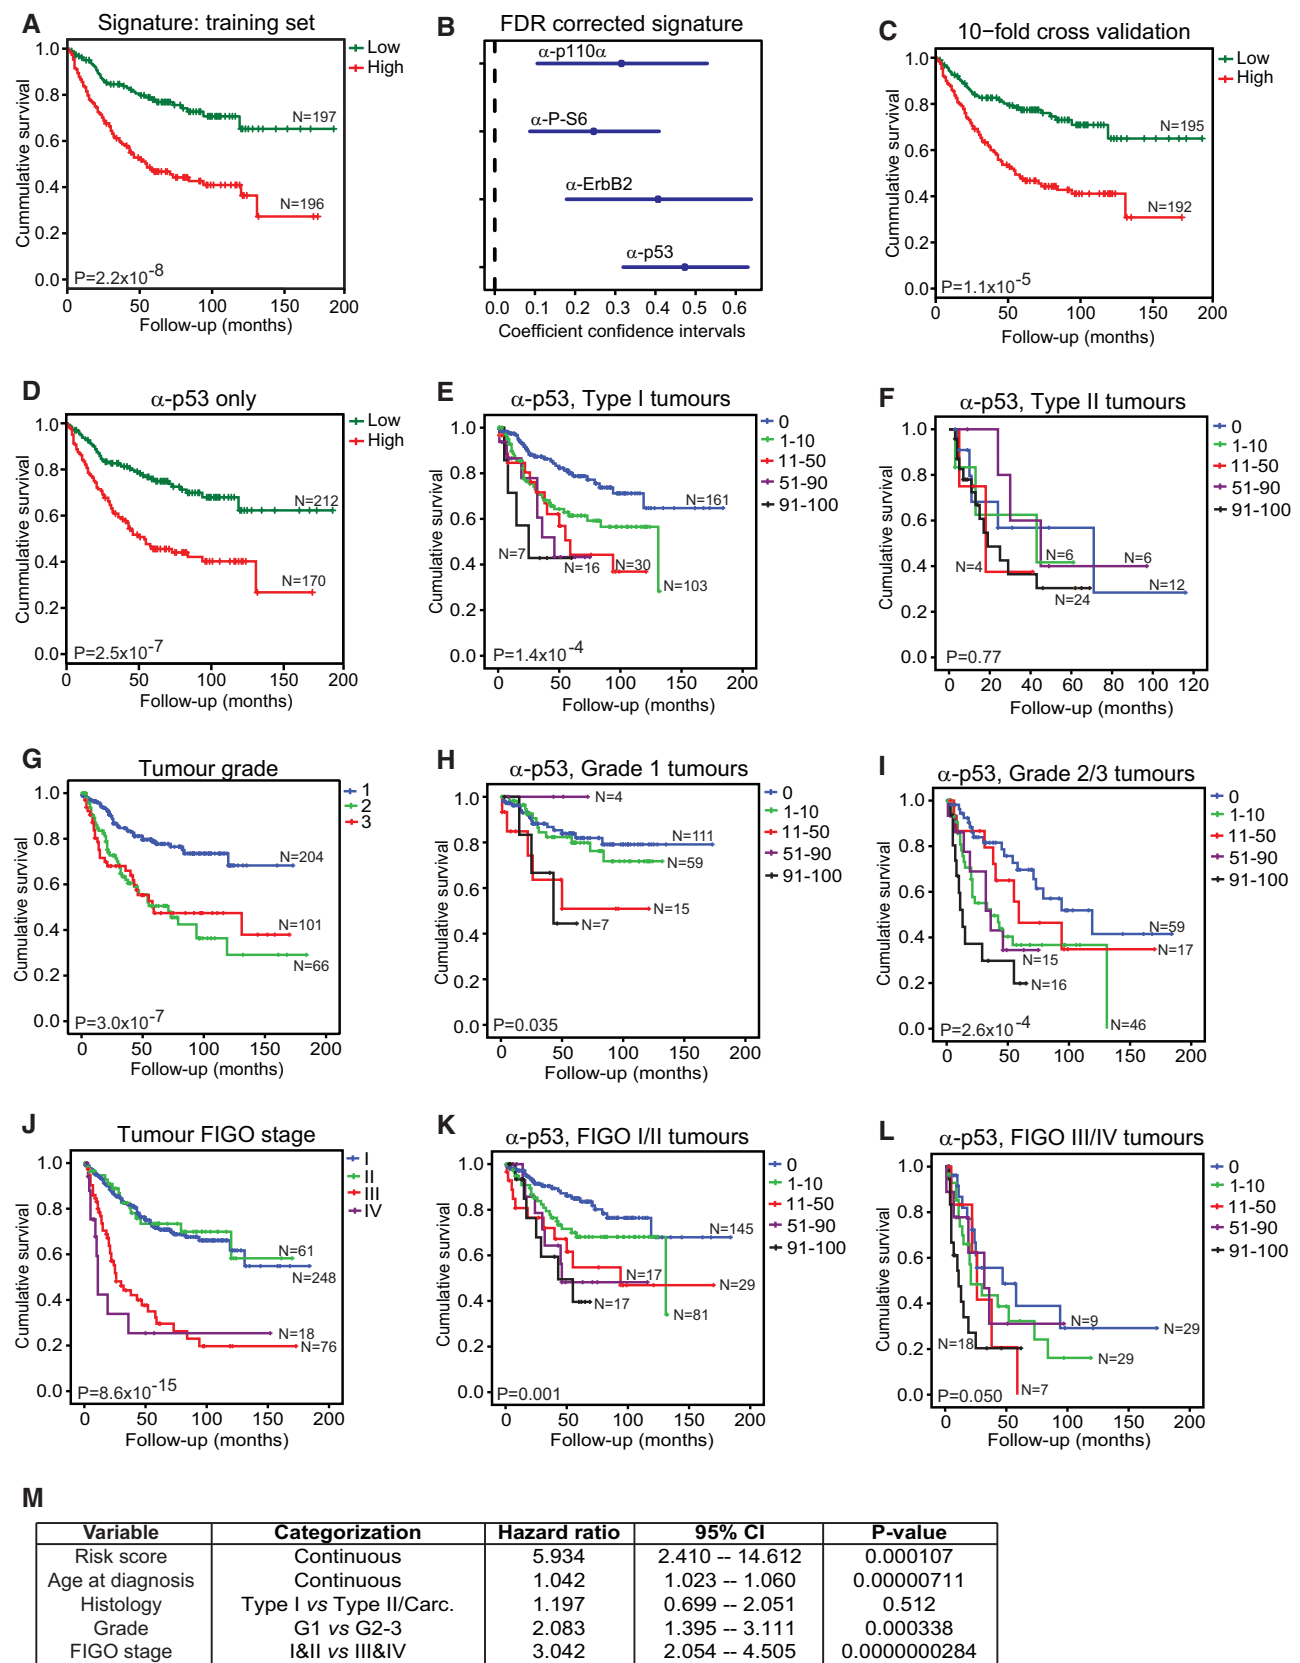 A
Signature: training set
Cummulative survival
1.0
0.8
0.6
0.4
0.2
0.0
Low
High
N=197
N=196
P=2.2x10-8
0 50 100 150 200
Follow-up (months)
B
FDR corrected signature
α-p110α
α-P-S6
α-ErbB2
α-p53
0.0 0.1 0.2 0.3 0.4 0.5 0.6
Coefficient confidence intervals
C
10−fold cross validation
Cummulative survival
1.0
0.8
0.6
0.4
0.2
0.0
Low
High
N=195
N=192
P=1.1x10-5
0 50 100 150 200
Follow-up (months)
D
α-p53 only
Cumulative survival
1.0
0.8
0.6
0.4
0.2
0.0
Low
High
N=212
N=170
P=2.5x10-7
0 50 100 150 200
Follow-up (months)
E
α-p53, Type I tumours
Cumulative survival
1.0
0.8
0.6
0.4
0.2
0.0
0
1-10
11-50
51-90
91-100
N=161
N=7
N=16
N=30
N=103
P=1.4x10-4
0 50 100 150 200
Follow-up (months)
F
α-p53, Type II tumours
Cumulative survival
1.0
0.8
0.6
0.4
0.2
0.0
0
1-10
11-50
51-90
91-100
N=6
N=6
N=4
N=12
N=24
P=0.77
0 20 40 60 80 100 120
Follow-up (months)
G
Tumour grade
Cumulative survival
1.0
0.8
0.6
0.4
0.2
0.0
1
2
3
N=204
N=101
N=66
P=3.0x10-7
0 50 100 150 200
Follow-up (months)
H
α-p53, Grade 1 tumours
Cumulative survival
1.0
0.8
0.6
0.4
0.2
0.0
0
1-10
11-50
51-90
91-100
N=4
N=111
N=59
N=15
N=7
P=0.035
0 50 100 150 200
Follow-up (months)
I
α-p53, Grade 2/3 tumours
Cumulative survival
1.0
0.8
0.6
0.4
0.2
0.0
0
1-10
11-50
51-90
91-100
N=59
N=17
N=15
N=16
N=46
P=2.6x10-4
0 50 100 150 200
Follow-up (months)
J
Tumour FIGO stage
Cumulative survival
1.0
0.8
0.6
0.4
0.2
0.0
I
II
III
IV
N=61
N=248
N=18
N=76
P=8.6x10-15
0 50 100 150 200
Follow-up (months)
K
α-p53, FIGO I/II tumours
Cumulative survival
1.0
0.8
0.6
0.4
0.2
0.0
0
1-10
11-50
51-90
91-100
N=145
N=17
N=29
N=17
N=81
P=0.001
0 50 100 150 200
Follow-up (months)
L
α-p53, FIGO III/IV tumours
Cumulative survival
1.0
0.8
0.6
0.4
0.2
0.0
0
1-10
11-50
51-90
91-100
N=9
N=29
N=18
N=29
N=7
P=0.050
0 50 100 150 200
Follow-up (months)
M
Variable Categorization Hazard ratio 95% CI P-value
Risk score Continuous 5.934 2.410 -- 14.612 0.000107
Age at diagnosis Continuous 1.042 1.023 -- 1.060 0.00000711
Histology Type I vs Type II/Carc. 1.197 0.699 -- 2.051 0.512
Grade G1 vs G2-3 2.083 1.395 -- 3.111 0.000338
FIGO stage I&II vs III&IV 3.042 2.054 -- 4.505 0.0000000284